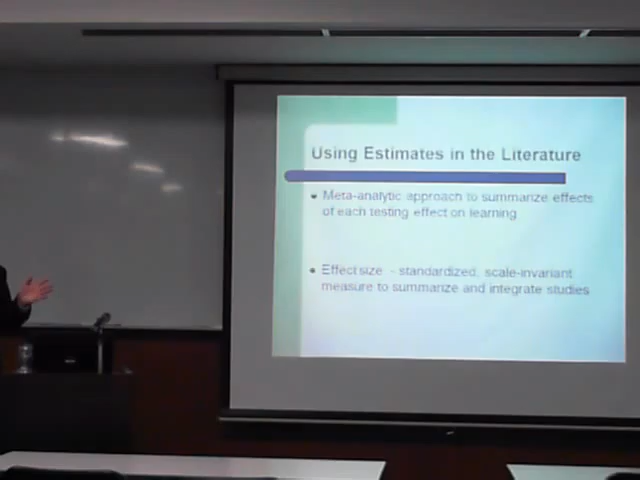 Using Estimates in the Literature
• Meta-analytic approach to summarize effects
of each testing effect on learning
• Effect size - standardized, scale-invariant
measure to summarize and integrate studies